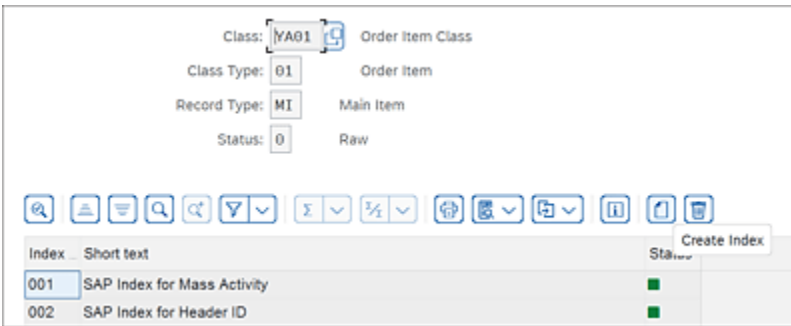 Class: YA01 Order Item Class
Class Type: 01 Order Item
Record Type: MI Main Item
Status: 0 Raw
Create Index
Index Short text Status
001 SAP Index for Mass Activity
002 SAP Index for Header ID